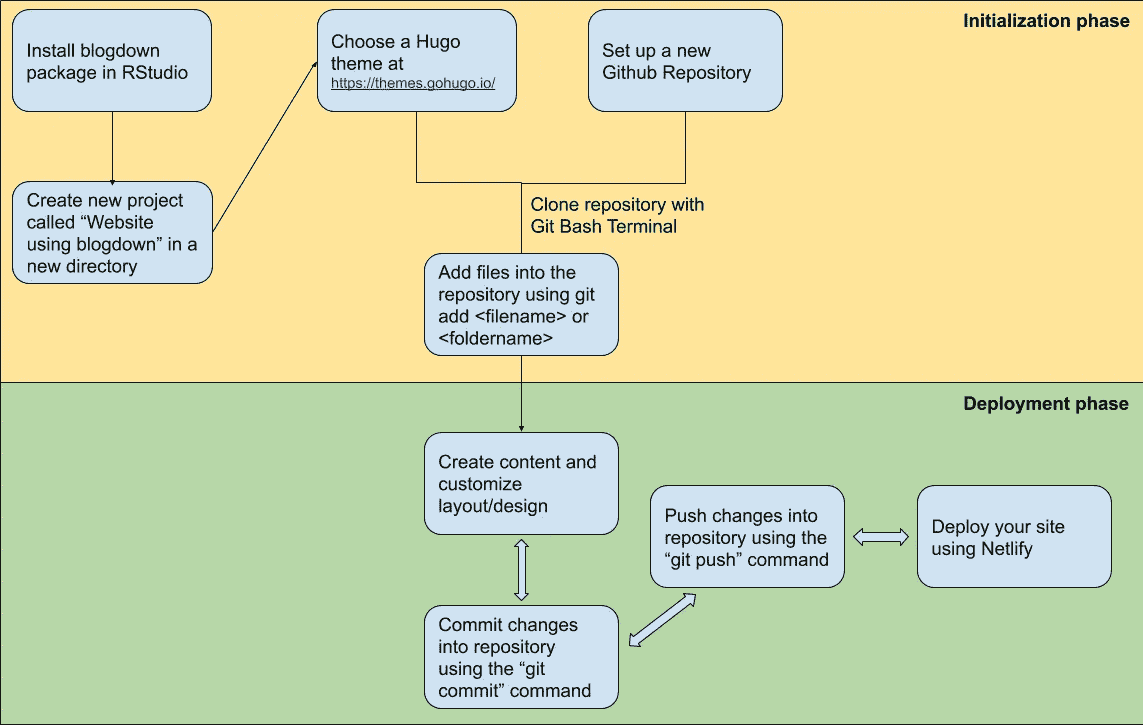 Initialization phase
Install blogdown
package in RStudio
Choose a Hugo
theme at
https://themes.gohugo.io/
Set up a new
Github Repository
Create new project
called “Website
using blogdown” in a
new directory
Clone repository with
Git Bash Terminal
Add files into the
repository using git
add <filename> or
<foldername>
Deployment phase
Create content and
customize
layout/design
Push changes into
repository using the
“git push” command
Deploy your site
using Netlify
Commit changes
into repository
using the “git
commit” command